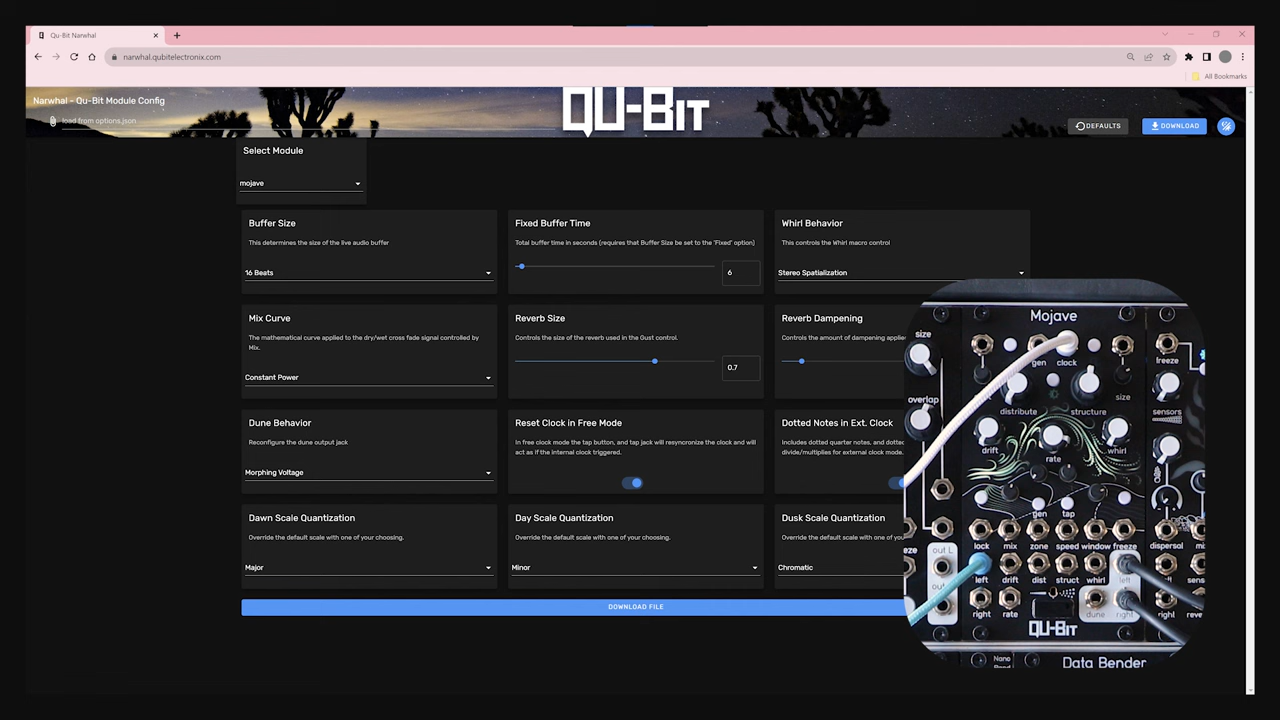 Qu-Bit Narwhal
narwhal.qubitelectronix.com
All Bookmarks
Narwhal - Qu-Bit Module Config
load from options.json
QU-BIT
DEFAULTS
DOWNLOAD
Select Module
mojave
Buffer Size
This determines the size of the live audio buffer
16 Beats
Fixed Buffer Time
Total buffer time in seconds (requires that Buffer Size be set to the 'Fixed' option)
6
Whirl Behavior
This controls the Whirl macro control
Stereo Spatialization
Mix Curve
The mathematical curve applied to the dry/wet cross fade signal controlled by
Mix.
Constant Power
Reverb Size
Controls the size of the reverb used in the Gust control.
0.7
Reverb Dampening
Controls the amount of dampening applied
Dune Behavior
Reconfigure the dune output jack
Morphing Voltage
Reset Clock in Free Mode
In free clock mode the tap button, and tap jack will resyncronize the clock and will
act as if the internal clock triggered.
Dotted Notes in Ext. Clock
Includes dotted quarter notes, and dotted
divide/multiplies for external clock mode.
Dawn Scale Quantization
Override the default scale with one of your choosing.
Major
Day Scale Quantization
Override the default scale with one of your choosing.
Minor
Dusk Scale Quantization
Override the default scale with one of your choosing.
Chromatic
DOWNLOAD FILE
Mojave
size
gen clock
freeze
size
overlap
distribute structure
sensors
drift whirl
rate
gen tap
lock mix zone speed window freeze
dispersal
out L
left drift dist struct whirl left
right rate dune right
right
QU-BIT
Nano
Data Bender